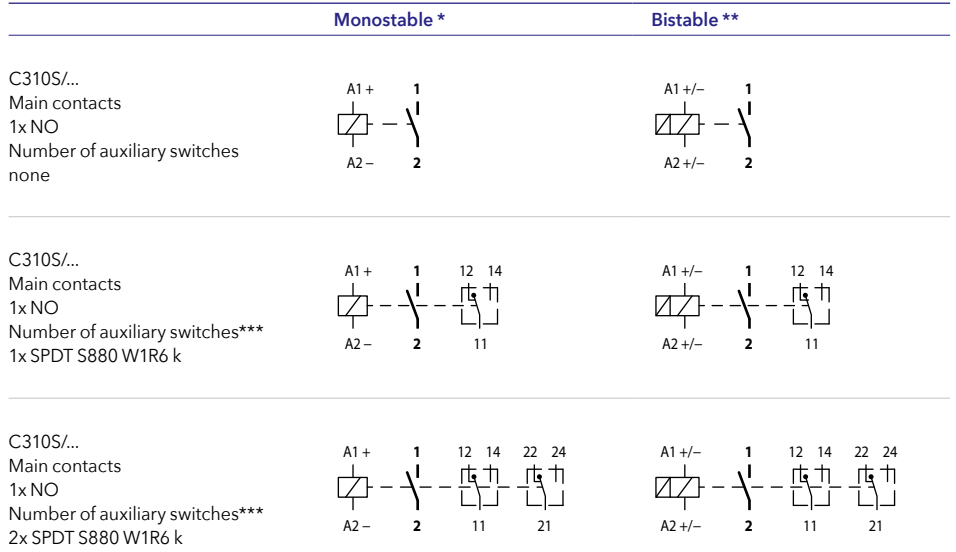 Monostable * Bistable **
C310S/...
Main contacts
1x NO
Number of auxiliary switches
none
A1 + 1
A2 – 2
A1 +/– 1
A2 +/– 2
C310S/...
Main contacts
1x NO
Number of auxiliary switches***
1x SPDT S880 W1R6 k
A1 + 1 12 14
A2 – 2 11
A1 +/– 1 12 14
A2 +/– 2 11
C310S/...
Main contacts
1x NO
Number of auxiliary switches***
2x SPDT S880 W1R6 k
A1 + 1 12 14 22 24
A2 – 2 11 21
A1 +/– 1 12 14 22 24
A2 +/– 2 11 21